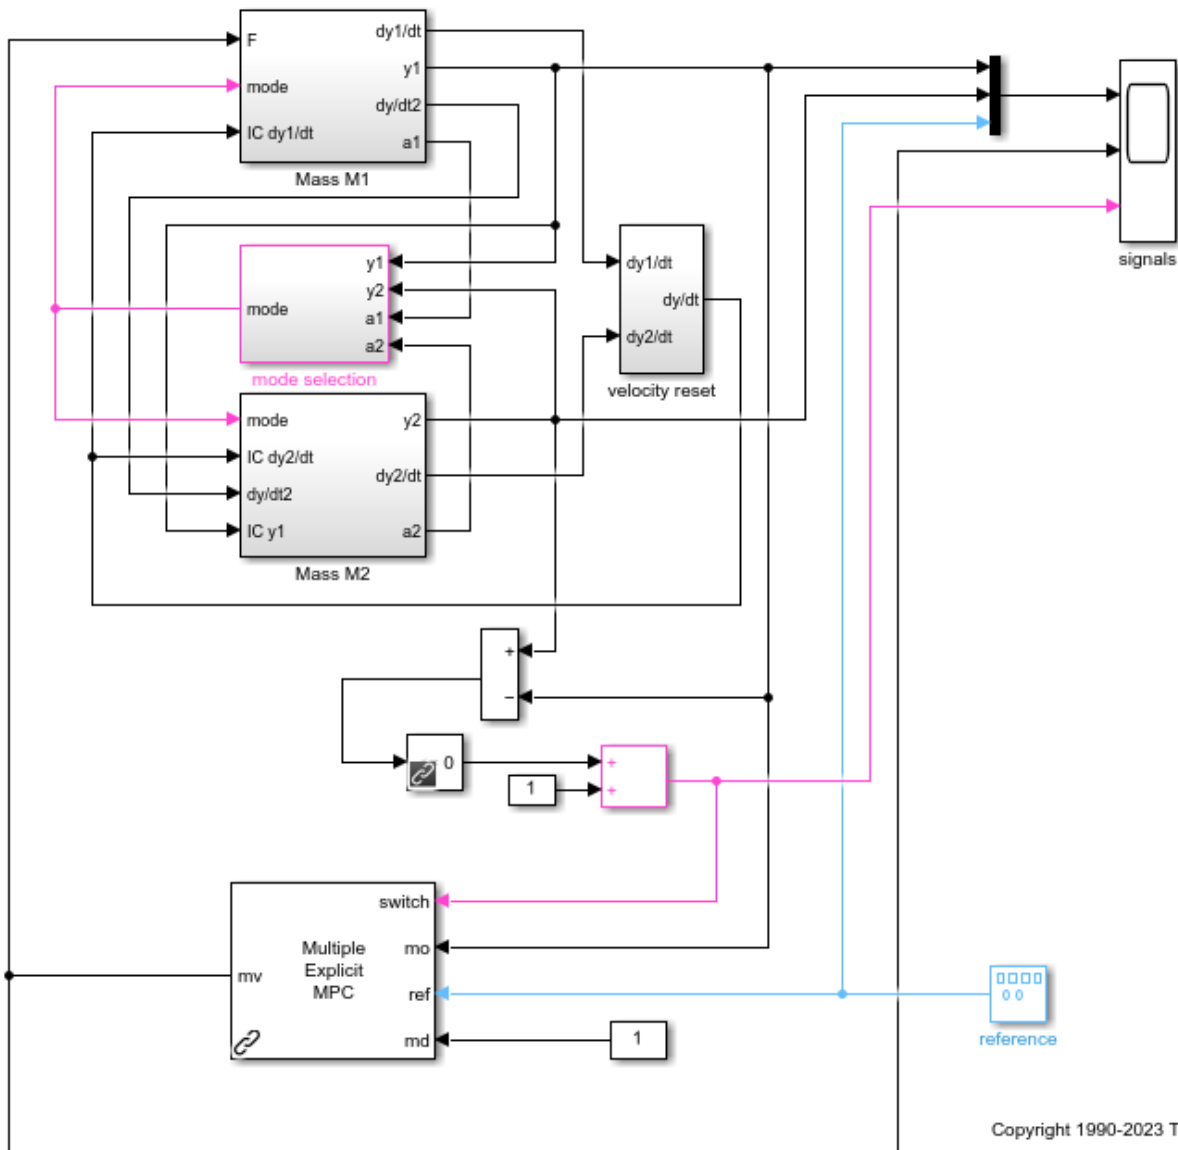 F
mode
IC dy1/dt
dy1/dt
y1
dy/dt2
a1
Mass M1
mode
y1
y2
a1
a2
mode selection
dy1/dt
dy2/dt
dy/dt
velocity reset
signals
mode
IC dy2/dt
dy/dt2
IC y1
y2
dy2/dt
a2
Mass M2
+
−
0
1
+
+
switch
mo
ref
md
mv
Multiple
Explicit
MPC
1
reference
Copyright 1990-2023 T